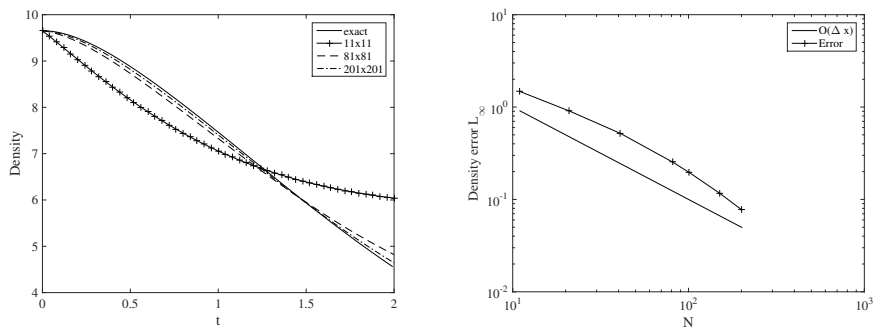 10
9
8
7
6
5
4
0
0.5
1
1.5
2
Density
t
exact
11x11
81x81
201x201
10^1
10^0
10^-1
10^-2
10^1
10^2
10^3
Density error L_∞
N
O(Δ x)
Error